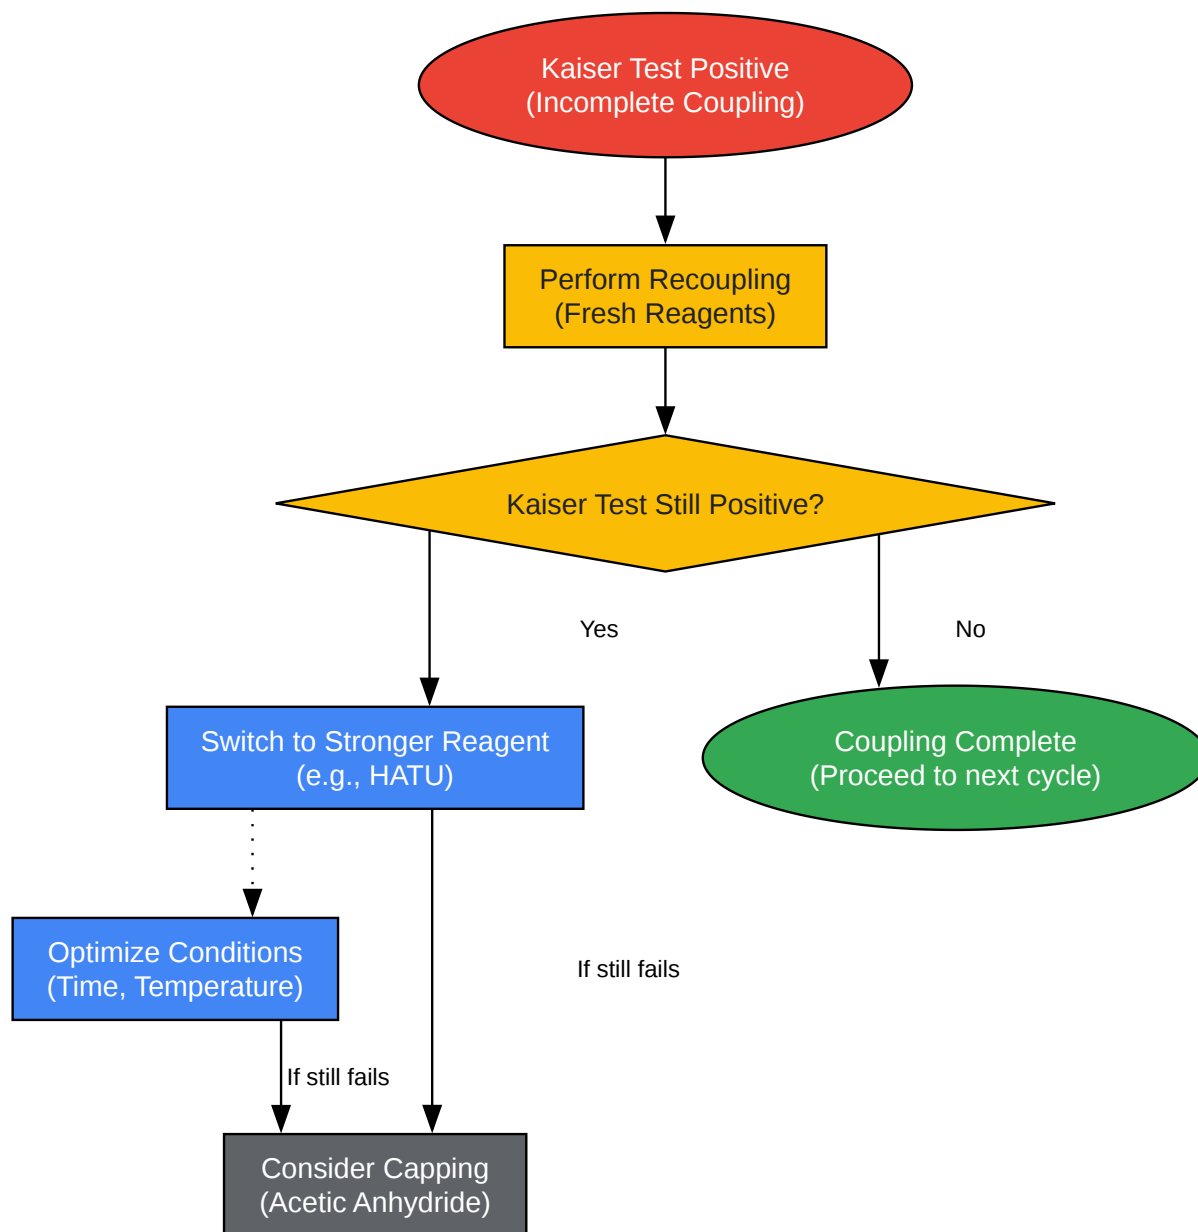 Kaiser Test Positive
(Incomplete Coupling)
Perform Recoupling
(Fresh Reagents)
Kaiser Test Still Positive?
Yes
No
Switch to Stronger Reagent
(e.g., HATU)
Coupling Complete
(Proceed to next cycle)
Optimize Conditions
(Time, Temperature)
If still fails
If still fails
Consider Capping
(Acetic Anhydride)